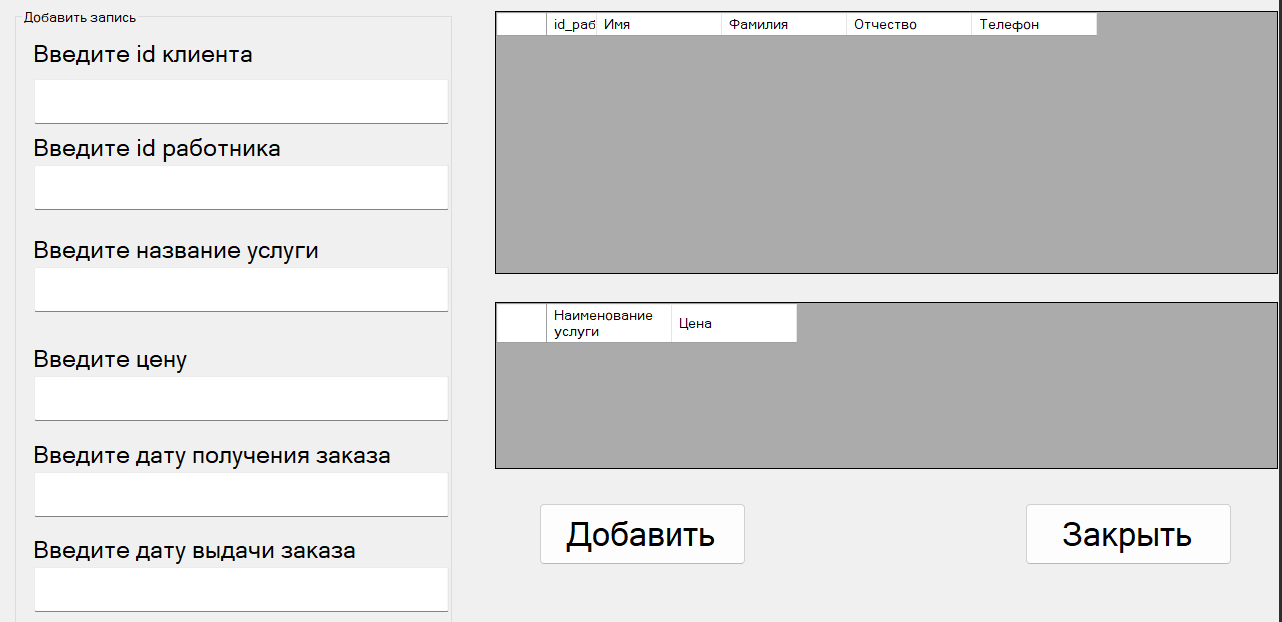 Добавить запись
Введите id клиента
Введите id работника
Введите название услуги
Введите цену
Введите дату получения заказа
Введите дату выдачи заказа
id_раб Имя Фамилия Отчество Телефон
Наименование
услуги
Цена
Добавить
Закрыть